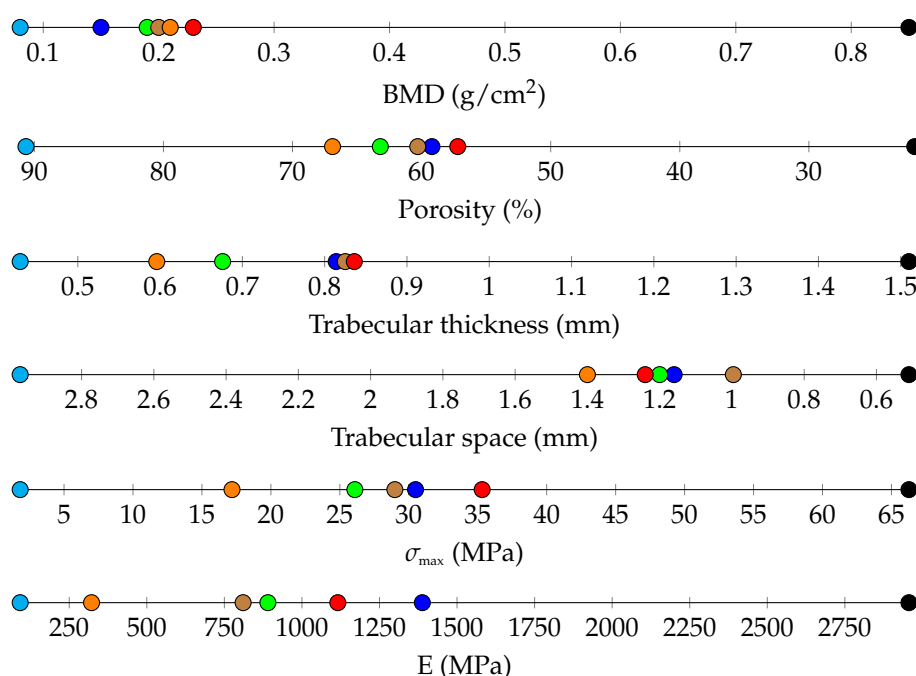 0.1 0.2 0.3 0.4 0.5 0.6 0.7 0.8
BMD (g/cm²)
90 80 70 60 50 40 30
Porosity (%)
0.5 0.6 0.7 0.8 0.9 1 1.1 1.2 1.3 1.4 1.5
Trabecular thickness (mm)
2.8 2.6 2.4 2.2 2 1.8 1.6 1.4 1.2 1 0.8 0.6
Trabecular space (mm)
5 10 15 20 25 30 35 40 45 50 55 60 65
σmax (MPa)
250 500 750 1000 1250 1500 1750 2000 2250 2500 2750
E (MPa)